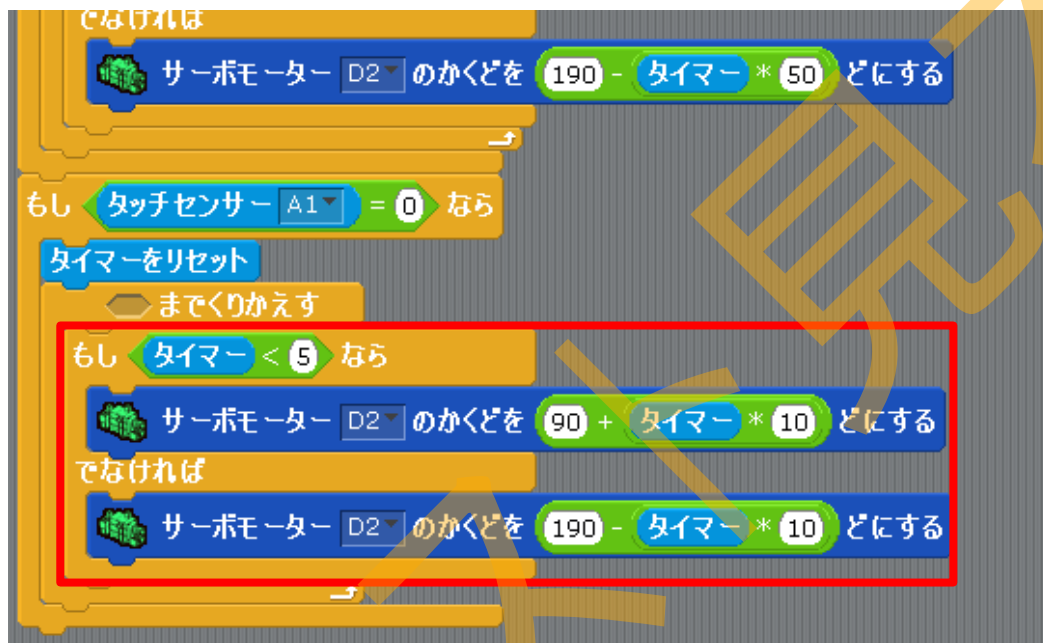 でなければ
サーボモーター D2 のかくどを 190 - タイマー * 50 どにする
もし タッチセンサー A1 = 0 なら
タイマーをリセット
までくりかえす
もし タイマー < 5 なら
サーボモーター D2 のかくどを 90 + タイマー * 10 どにする
でなければ
サーボモーター D2 のかくどを 190 - タイマー * 10 どにする